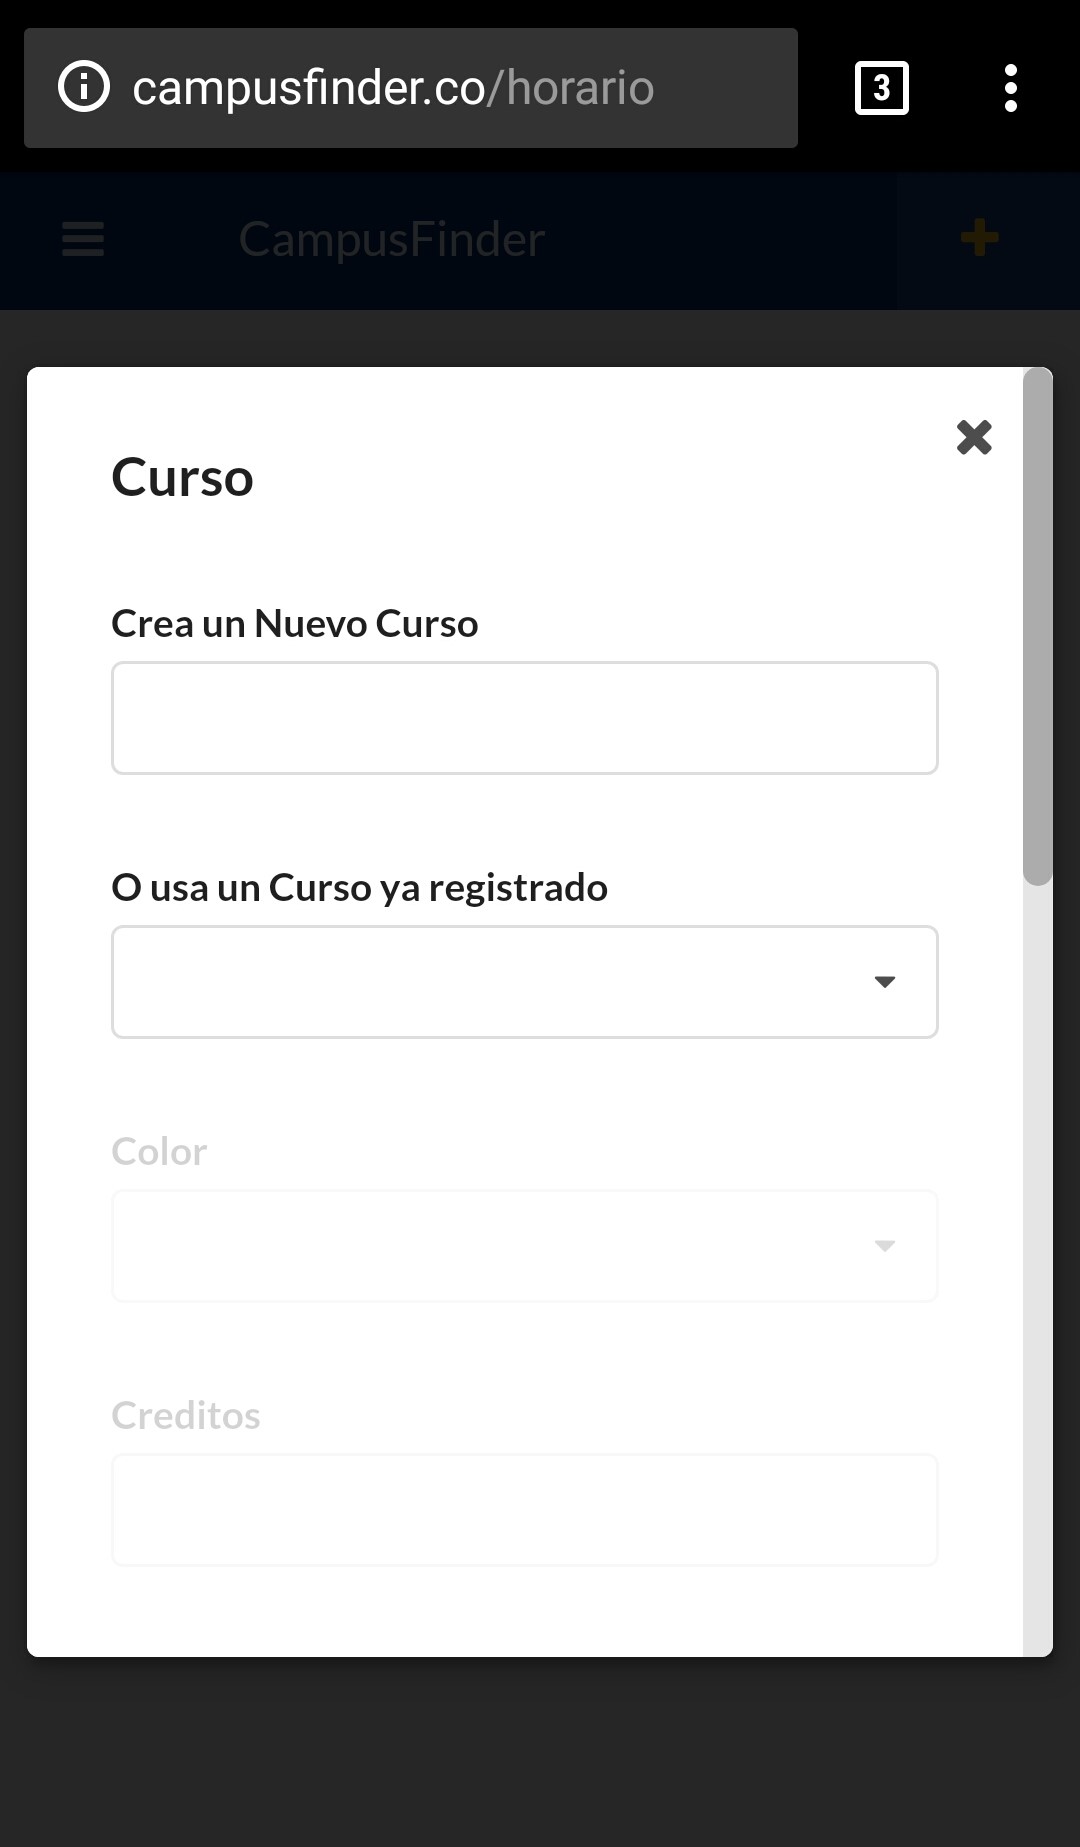 campusfinder.co/horario
3
CampusFinder
Curso
Crea un Nuevo Curso
O usa un Curso ya registrado
Color
Creditos